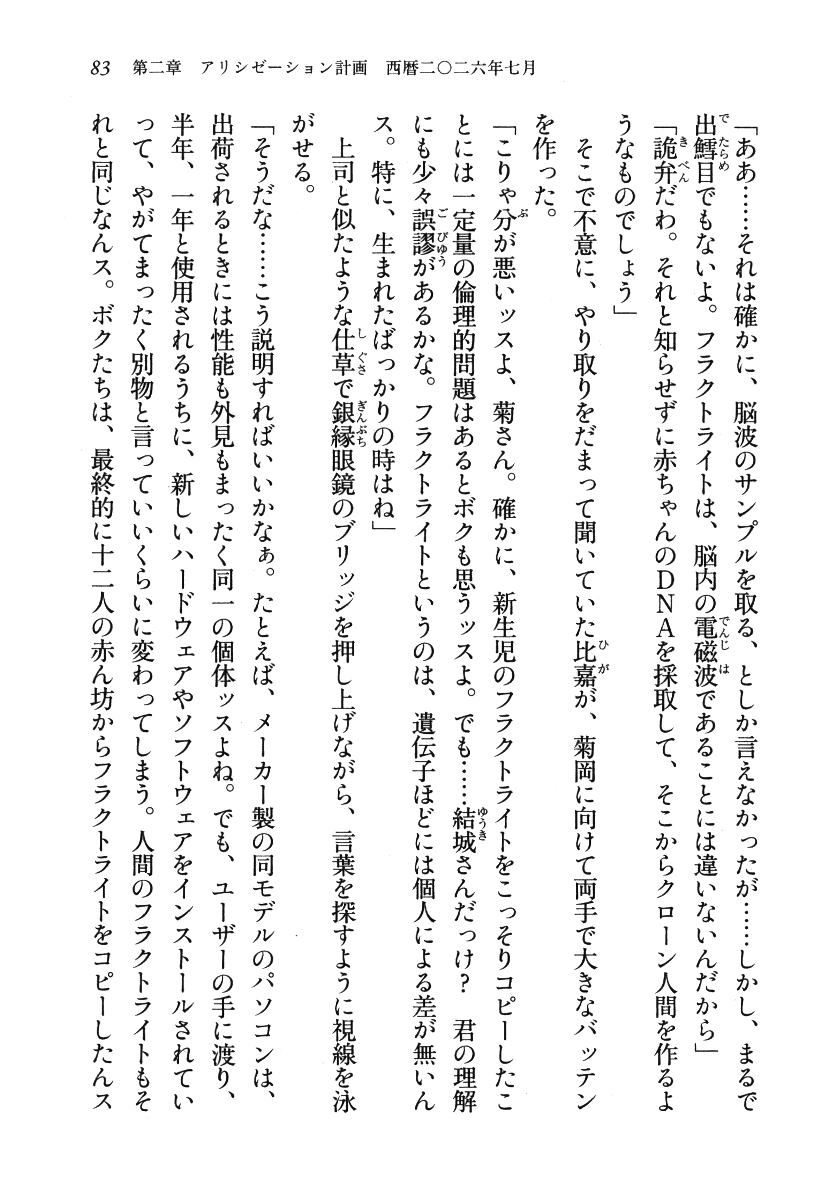 83　第二章　アリシゼーション計画　西暦二〇二六年七月
「ああ……それは確かに、脳波のサンプルを取る、としか言えなかったが……しかし、まるで
出鱈目でもないよ。フラクトライトは、脳内の電磁波であることには違いないんだから」
「詭弁だわ。それと知らせずに赤ちゃんのＤＮＡを採取して、そこからクローン人間を作るよ
うなものでしょう」
　そこで不意に、やり取りをだまって聞いていた比嘉が、菊岡に向けて両手で大きなバッテン
を作った。
「こりゃ分が悪いッスよ、菊さん。確かに、新生児のフラクトライトをこっそりコピーしたこ
とには一定量の倫理的問題はあるとボクも思うッスよ。でも……結城さんだっけ？　君の理解
にも少々誤謬があるかな。フラクトライトというのは、遺伝子ほどには個人による差が無いん
ス。特に、生まれたばっかりの時はね」
　上司と似たような仕草で銀縁眼鏡のブリッジを押し上げながら、言葉を探すように視線を泳
がせる。
「そうだな……こう説明すればいいかなぁ。たとえば、メーカー製の同モデルのパソコンは、
出荷されるときには性能も外見もまったく同一の個体ッスよね。でも、ユーザーの手に渡り、
半年、一年と使用されるうちに、新しいハードウェアやソフトウェアをインストールされてい
って、やがてまったく別物と言っていいくらいに変わってしまう。人間のフラクトライトもそ
れと同じなんス。ボクたちは、最終的に十二人の赤ん坊からフラクトライトをコピーしたんス